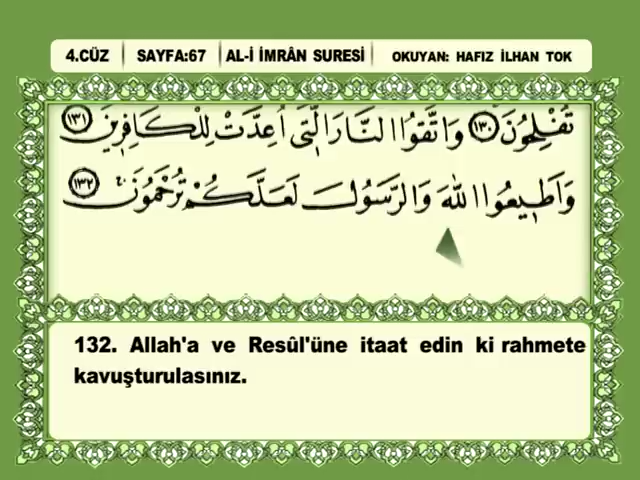 4.CÜZ SAYFA:67 AL-İ İMRÂN SURESİ OKUYAN: HAFIZ İLHAN TOK
تُفْلِحُونَ ﴿١٣٠﴾ وَاتَّقُوا النَّارَ الَّتٖٓي اُعِدَّتْ لِلْكَافِرٖينَ ﴿١٣١﴾
وَاَطٖيعُوا اللّٰهَ وَالرَّسُولَ لَعَلَّكُمْ تُرْحَمُونَ ﴿١٣٢﴾
132. Allah'a ve Resûl'üne itaat edin ki rahmete
kavuşturulasınız.